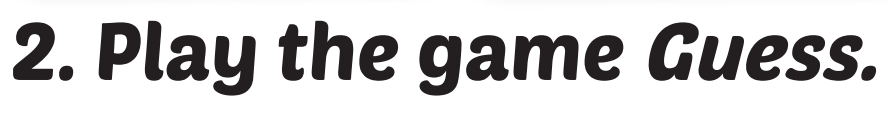 2. Play the game Guess.